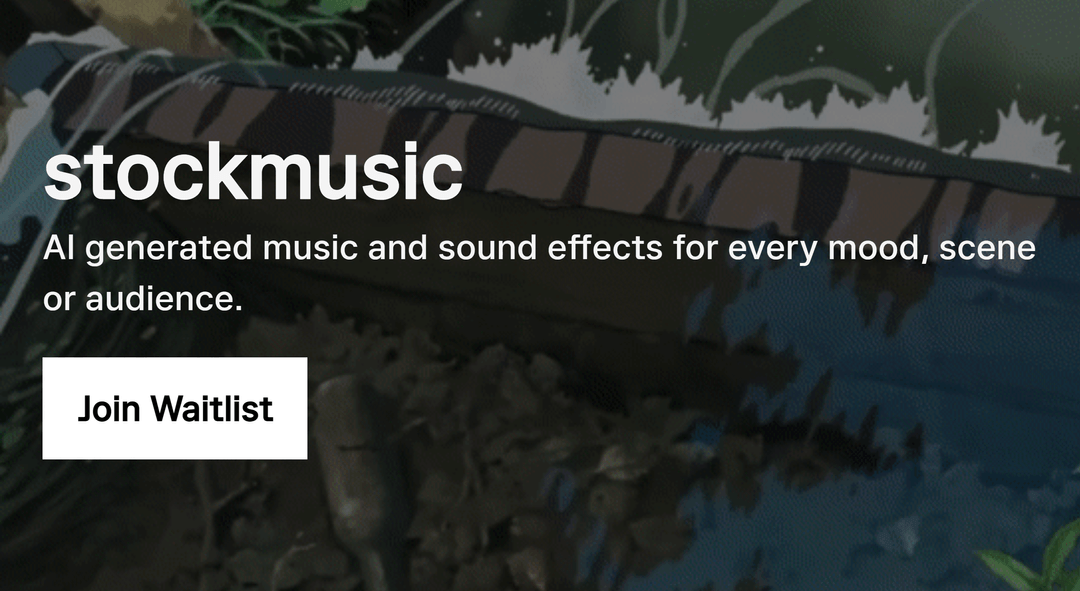 stockmusic
AI generated music and sound effects for every mood, scene
or audience.
Join Waitlist